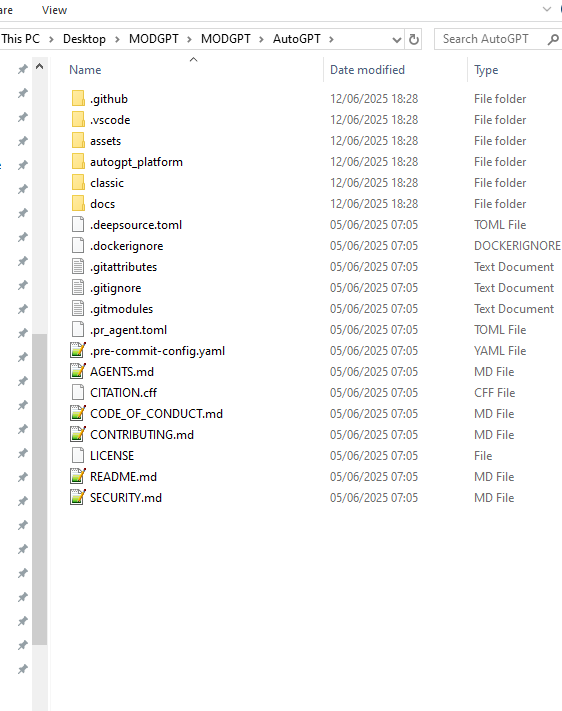 are View
This PC > Desktop > MODGPT > MODGPT > AutoGPT > Search AutoGPT
Name Date modified Type
.github 12/06/2025 18:28 File folder
.vscode 12/06/2025 18:28 File folder
assets 12/06/2025 18:28 File folder
autogpt_platform 12/06/2025 18:28 File folder
classic 12/06/2025 18:28 File folder
docs 12/06/2025 18:28 File folder
.deepsource.toml 05/06/2025 07:05 TOML File
.dockerignore 05/06/2025 07:05 DOCKERIGNORE
.gitattributes 05/06/2025 07:05 Text Document
.gitignore 05/06/2025 07:05 Text Document
.gitmodules 05/06/2025 07:05 Text Document
.pr_agent.toml 05/06/2025 07:05 TOML File
.pre-commit-config.yaml 05/06/2025 07:05 YAML File
AGENTS.md 05/06/2025 07:05 MD File
CITATION.cff 05/06/2025 07:05 CFF File
CODE_OF_CONDUCT.md 05/06/2025 07:05 MD File
CONTRIBUTING.md 05/06/2025 07:05 MD File
LICENSE 05/06/2025 07:05 File
README.md 05/06/2025 07:05 MD File
SECURITY.md 05/06/2025 07:05 MD File